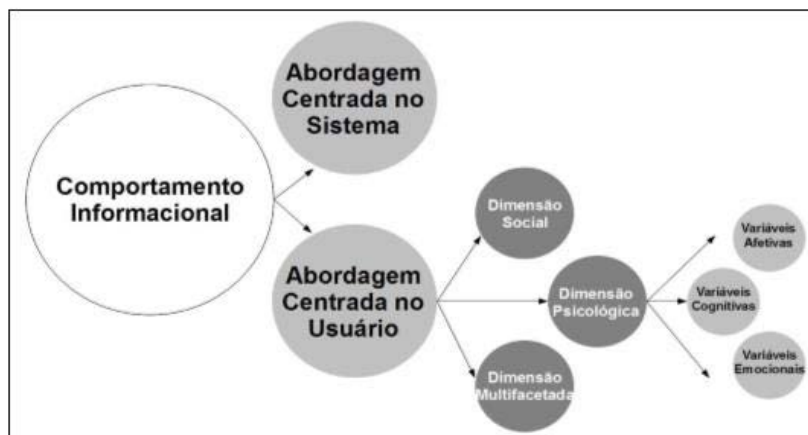 Abordagem
Centrada no
Sistema
Comportamento
Informacional
Abordagem
Centrada no
Usuário
Dimensão
Social
Dimensão
Psicológica
Dimensão
Multifacetada
Variáveis
Afetivas
Variáveis
Cognitivas
Variáveis
Emocionais